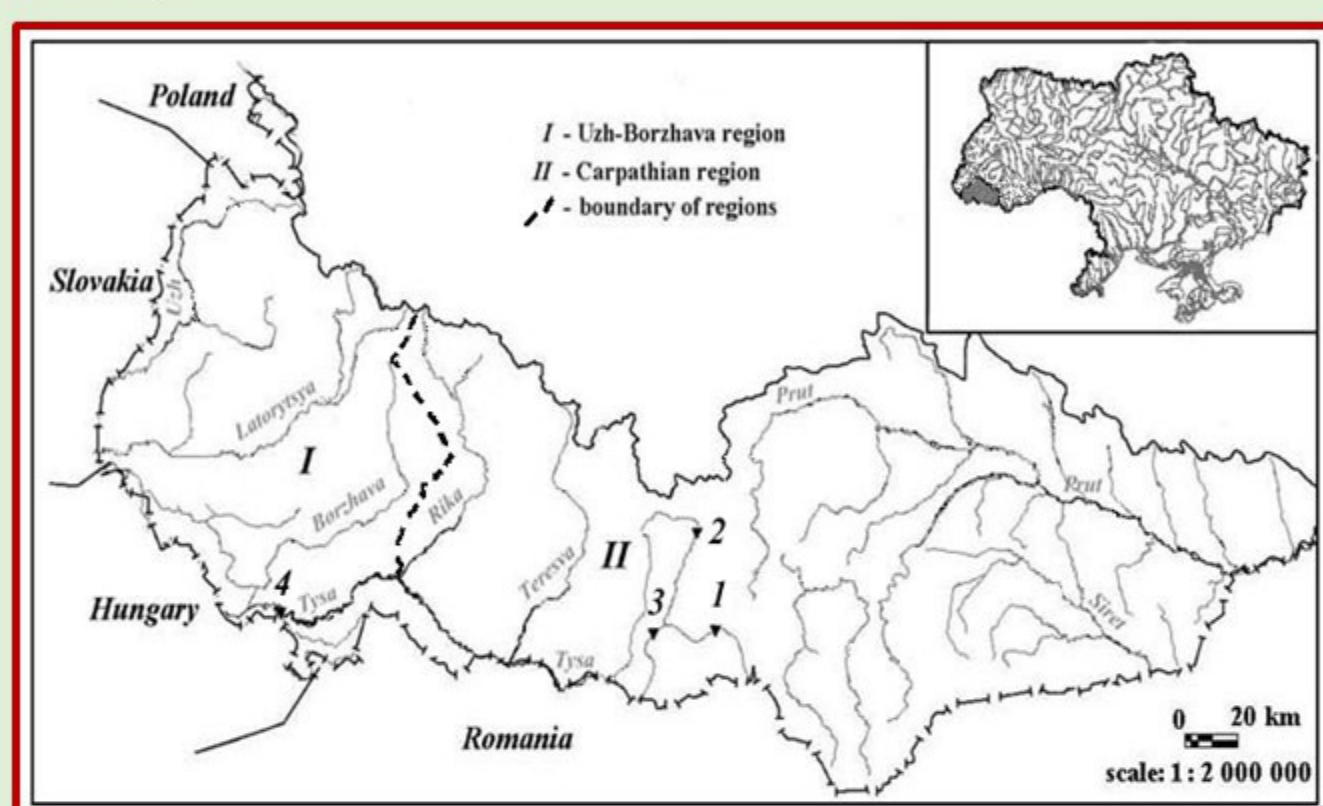 Poland
I - Uzh-Borzhava region
II - Carpathian region
- boundary of regions
Slovakia
Uzh
Latorytsya
Prut
I
Borzhava
Rika
Prut
II
2
Teresva
3
1
4
Tysa
Hungary
Siret
Tysa
Romania
0 20 km
scale: 1 : 2 000 000